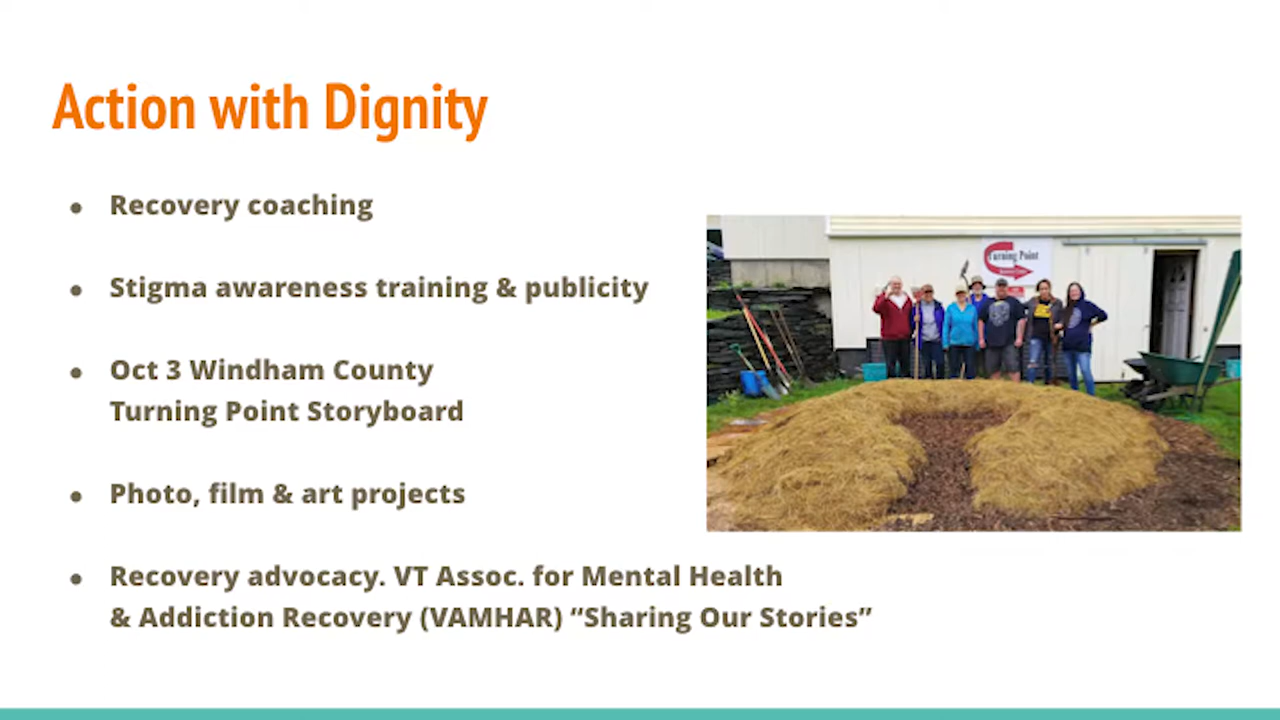 Action with Dignity
● Recovery coaching
● Stigma awareness training & publicity
● Oct 3 Windham County
Turning Point Storyboard
● Photo, film & art projects
● Recovery advocacy. VT Assoc. for Mental Health
& Addiction Recovery (VAMHAR) “Sharing Our Stories”
Turning Point